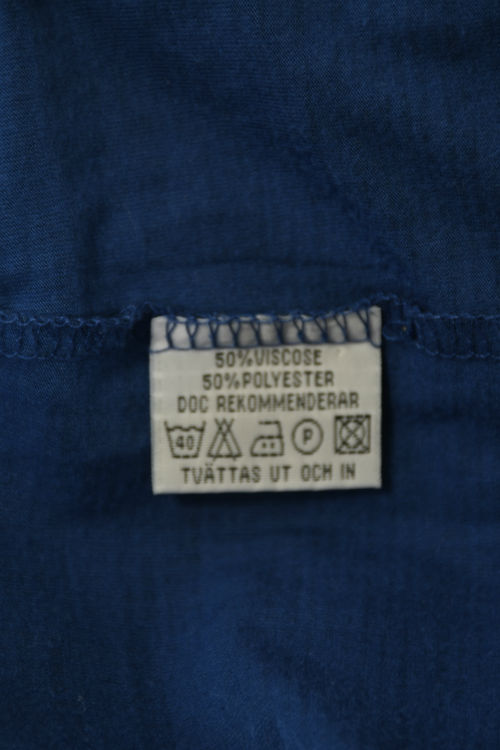 50%VISCOSE
50%POLYESTER
DOC REKOMMENDERAR
40 P
TVÄTTAS UT OCH IN